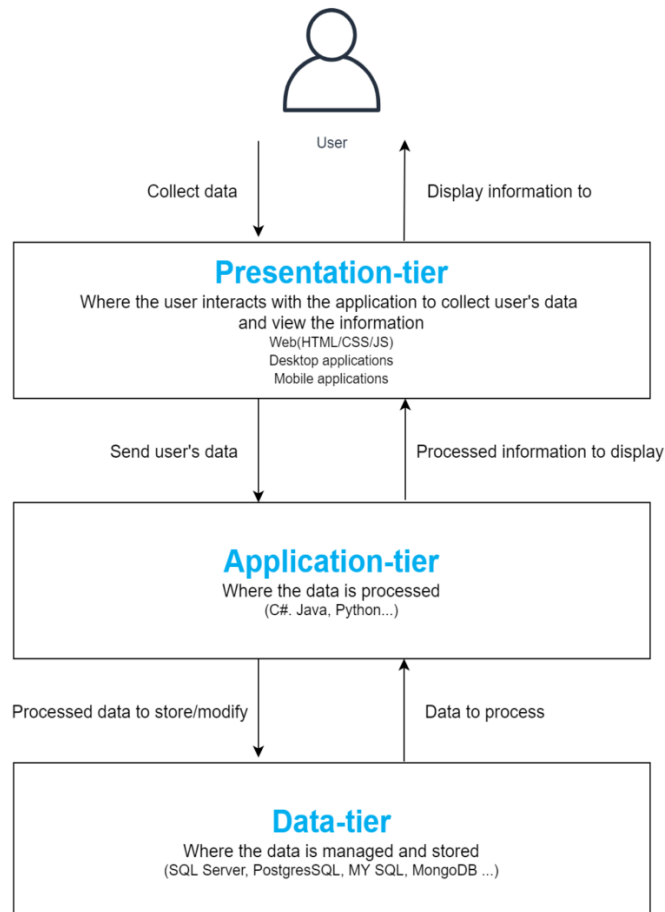 User
Collect data
Display information to
Presentation-tier
Where the user interacts with the application to collect user's data
and view the information
Web(HTML/CSS/JS)
Desktop applications
Mobile applications
Send user's data
Processed information to display
Application-tier
Where the data is processed
(C#. Java, Python...)
Processed data to store/modify
Data to process
Data-tier
Where the data is managed and stored
(SQL Server, PostgresSQL, MY SQL, MongoDB ...)